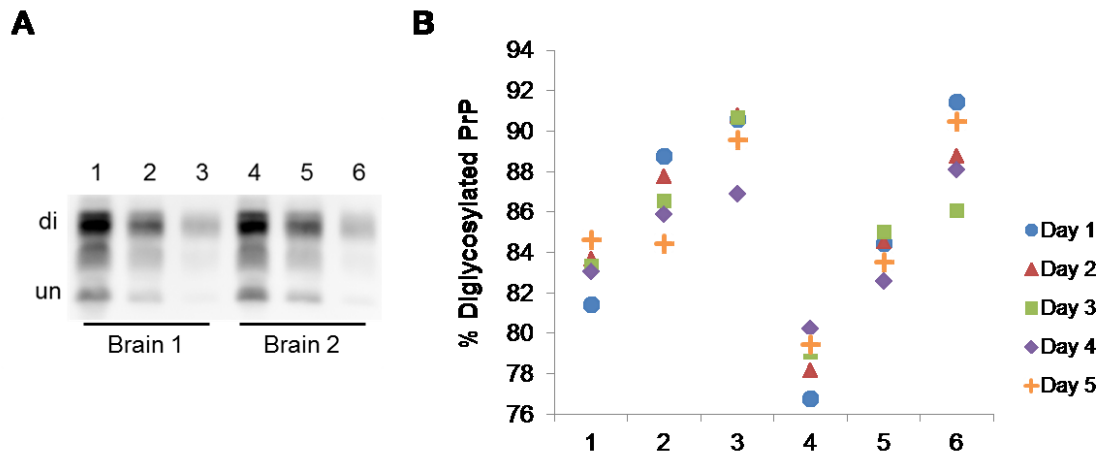 A
1 2 3 4 5 6
di
un
Brain 1 Brain 2
B
% Diglycosylated PrP
94
92
90
88
86
84
82
80
78
76
1 2 3 4 5 6
Day 1
Day 2
Day 3
Day 4
Day 5